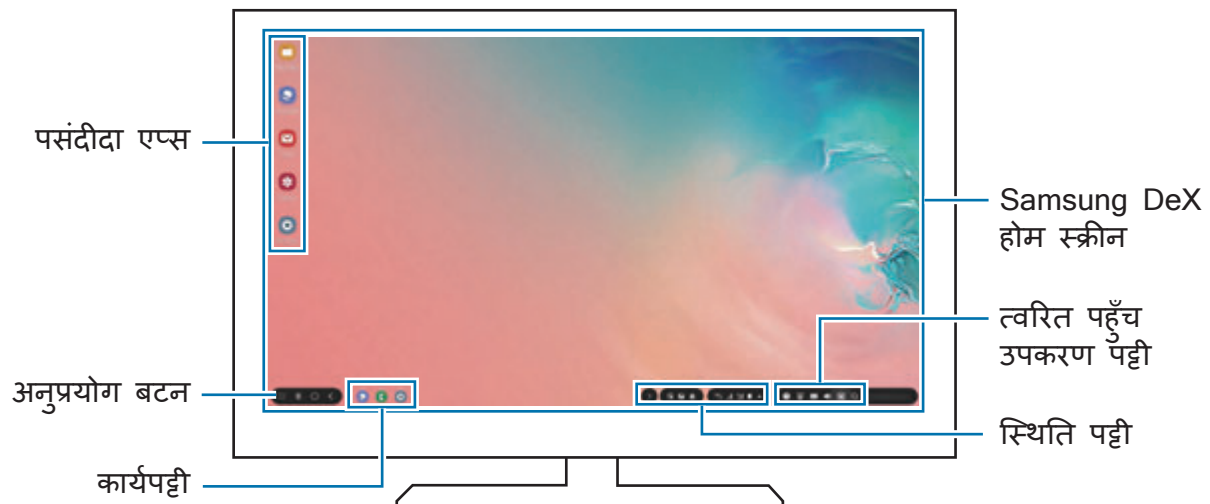 पसंदीदा एप्स
Samsung DeX
होम स्क्रीन
त्वरित पहुँच
उपकरण पट्टी
अनुप्रयोग बटन
स्थिति पट्टी
कार्यपट्टी